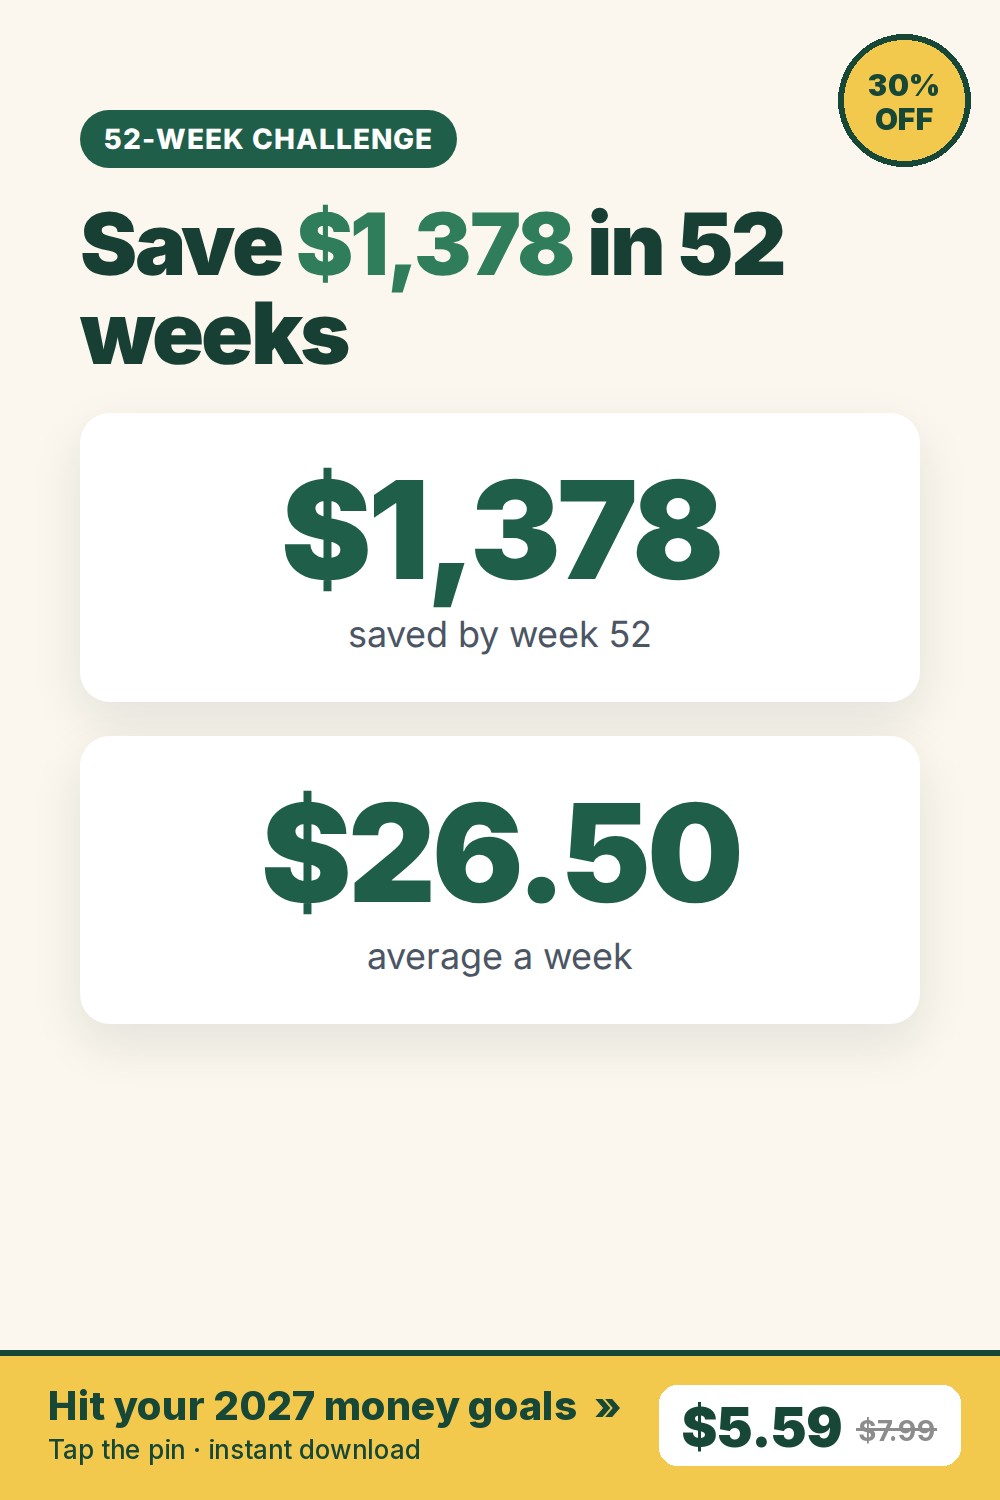 30%
OFF
52-WEEK CHALLENGE
Save $1,378 in 52
weeks
$1,378
saved by week 52
$26.50
average a week
Hit your 2027 money goals »
Tap the pin · instant download
$5.59 $7.99